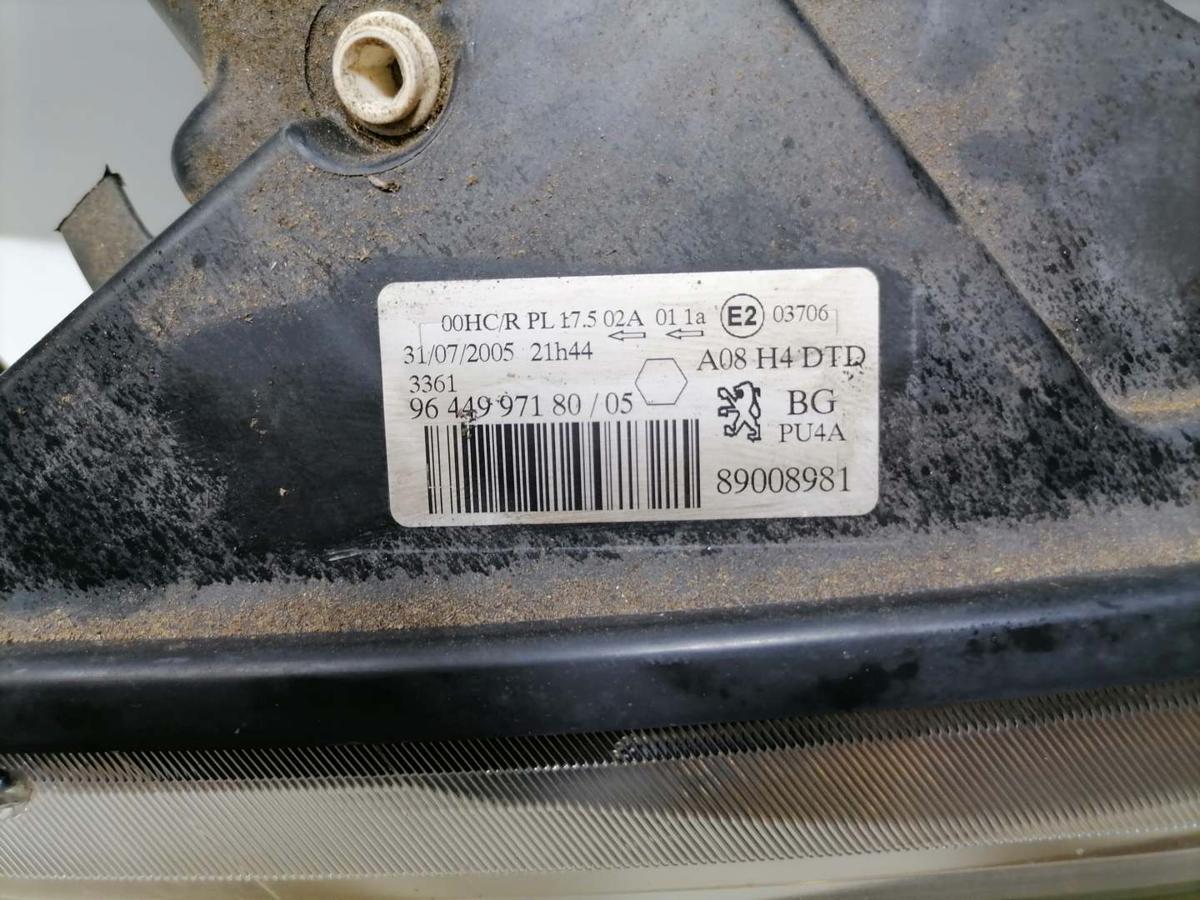 00HC/R PL 17.5 02A 01 1a E2 03706
31/07/2005 21h44
A08 H4 DTD
3361
96 449 971 80 / 05
BG
PU4A
89008981